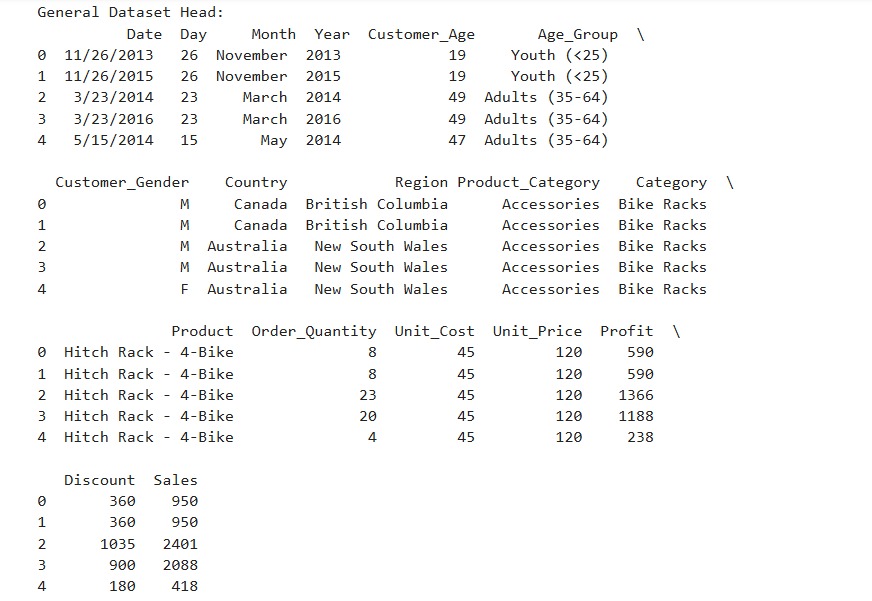 General Dataset Head:
Date Day Month Year Customer_Age Age_Group \
0 11/26/2013 26 November 2013 19 Youth (<25)
1 11/26/2015 26 November 2015 19 Youth (<25)
2 3/23/2014 23 March 2014 49 Adults (35-64)
3 3/23/2016 23 March 2016 49 Adults (35-64)
4 5/15/2014 15 May 2014 47 Adults (35-64)
Customer_Gender Country Region Product_Category Category \
0 M Canada British Columbia Accessories Bike Racks
1 M Canada British Columbia Accessories Bike Racks
2 M Australia New South Wales Accessories Bike Racks
3 M Australia New South Wales Accessories Bike Racks
4 F Australia New South Wales Accessories Bike Racks
Product Order_Quantity Unit_Cost Unit_Price Profit \
0 Hitch Rack - 4-Bike 8 45 120 590
1 Hitch Rack - 4-Bike 8 45 120 590
2 Hitch Rack - 4-Bike 23 45 120 1366
3 Hitch Rack - 4-Bike 20 45 120 1188
4 Hitch Rack - 4-Bike 4 45 120 238
Discount Sales
0 360 950
1 360 950
2 1035 2401
3 900 2088
4 180 418